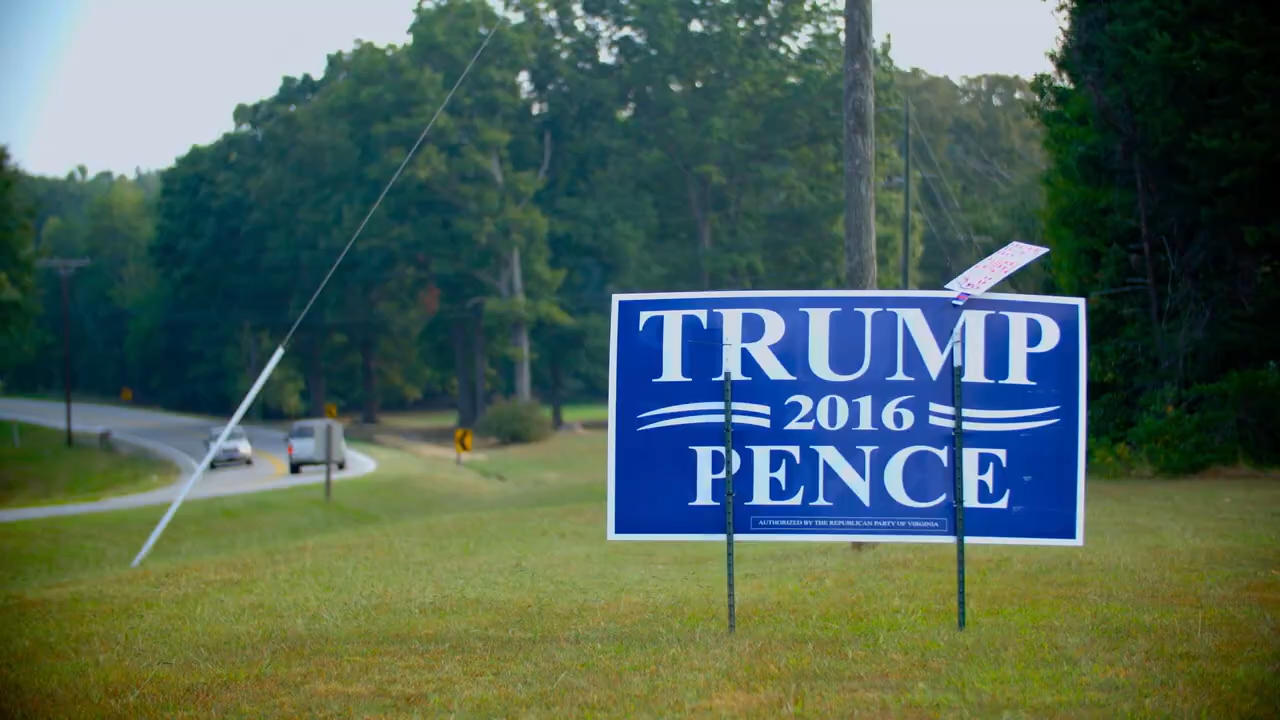 TRUMP
2016
PENCE
AUTHORIZED BY THE REPUBLICAN PARTY OF VIRGINIA